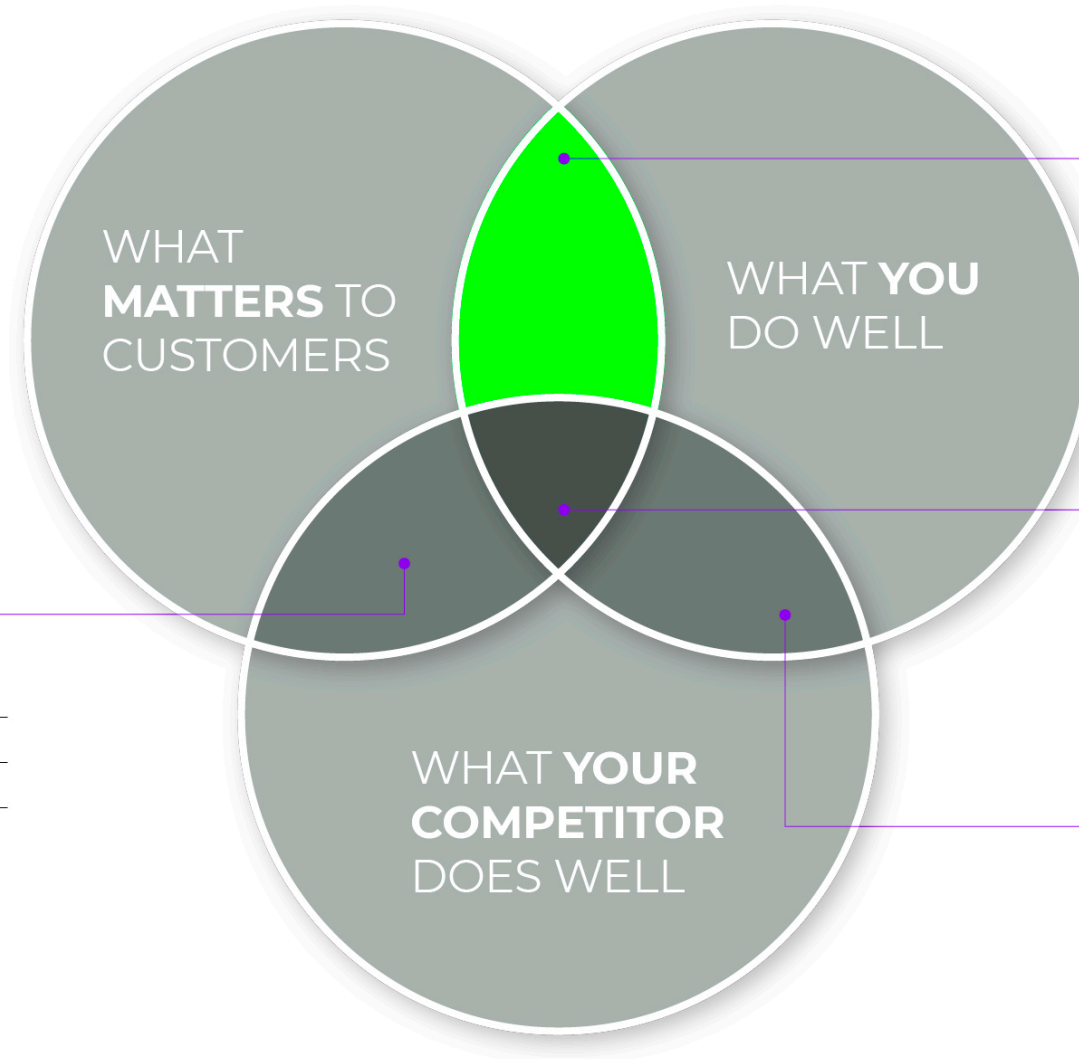 WHAT
MATTERS TO
CUSTOMERS
WHAT YOU
DO WELL
WHAT YOUR
COMPETITOR
DOES WELL